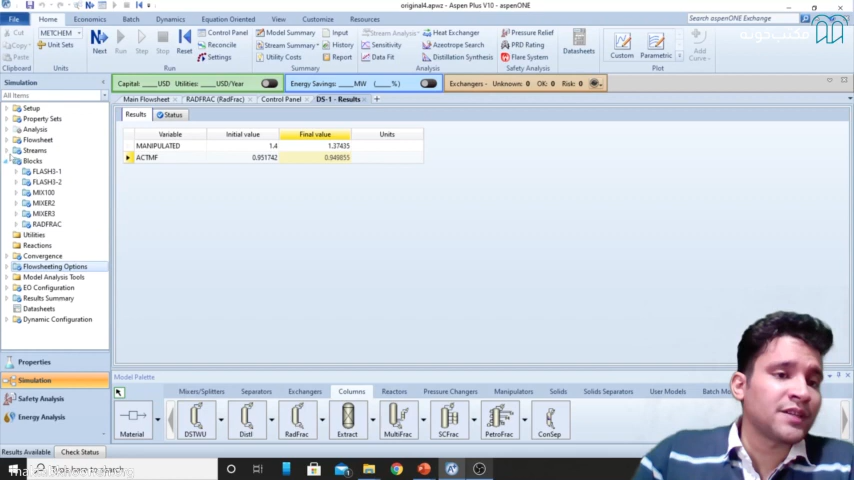 original4.apwz - Aspen Plus V10 - aspenONE
File Home Economics Batch Dynamics Equation Oriented View Customize Resources
Search aspenONE Exchange
Cut METCHEM Control Panel Model Summary Input Stream Analysis Heat Exchanger Pressure Relief
مکتب‌خونه
Copy Unit Sets Next Run Step Stop Reset Reconcile Stream Summary History Sensitivity Azeotrope Search PRD Rating Datasheets Custom Parametric Add Curve
Paste Settings Utility Costs Report Data Fit Distillation Synthesis Flare System
Clipboard Units Run Summary Analysis Safety Analysis Plot
Simulation
Capital: ____USD Utilities: ____USD/Year
Energy Savings: ____MW (____%)
Exchangers - Unknown: 0 OK: 0 Risk: 0
All Items
Main Flowsheet RADFRAC (RadFrac) Control Panel DS-1 - Results
Setup
Property Sets
Analysis
Flowsheet
Streams
Blocks
FLASH3-1
FLASH3-2
MIX100
MIXER2
MIXER3
RADFRAC
Utilities
Reactions
Convergence
Flowsheeting Options
Model Analysis Tools
EO Configuration
Results Summary
Datasheets
Dynamic Configuration
Results Status
Variable Initial value Final value Units
MANIPULATED 1.4 1.37435
ACTMF 0.951742 0.949855
Properties
Simulation
Safety Analysis
Energy Analysis
Model Palette
Mixers/Splitters Separators Exchangers Columns Reactors Pressure Changers Manipulators Solids Solids Separators User Models Batch Mo
Material DSTWU Distl RadFrac Extract MultiFrac SCFrac PetroFrac ConSep
Results Available Check Status
Type here to search